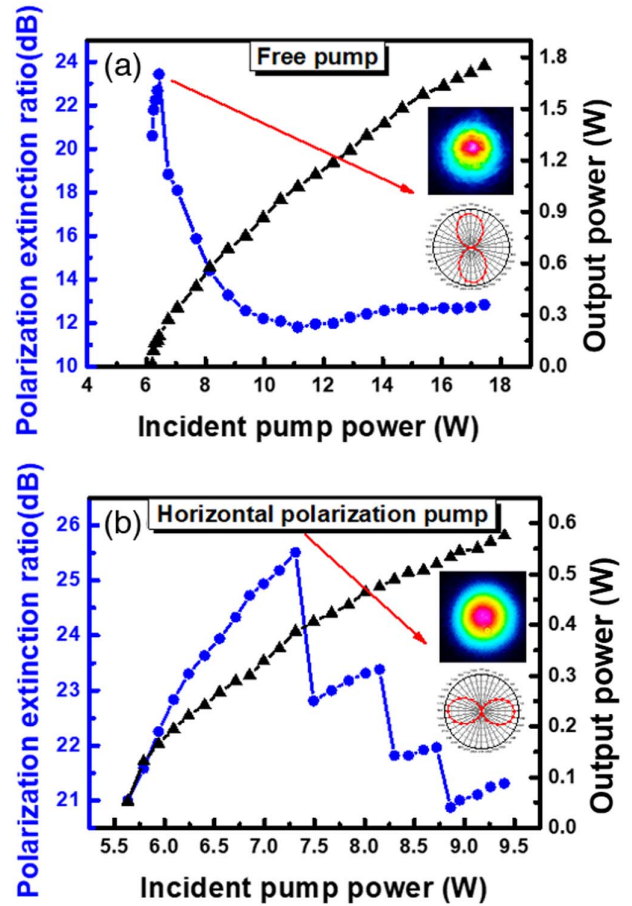 (a)
Free pump
Polarization extinction ratio(dB)
24
22
20
18
16
14
12
10
1.8
1.5
1.2
0.9
0.6
0.3
0.0
Output power (W)
4 6 8 10 12 14 16 18
Incident pump power (W)
(b)
Horizontal polarization pump
Polarization extinction ratio(dB)
26
25
24
23
22
21
0.6
0.5
0.4
0.3
0.2
0.1
0.0
Output power (W)
5.5 6.0 6.5 7.0 7.5 8.0 8.5 9.0 9.5
Incident pump power (W)